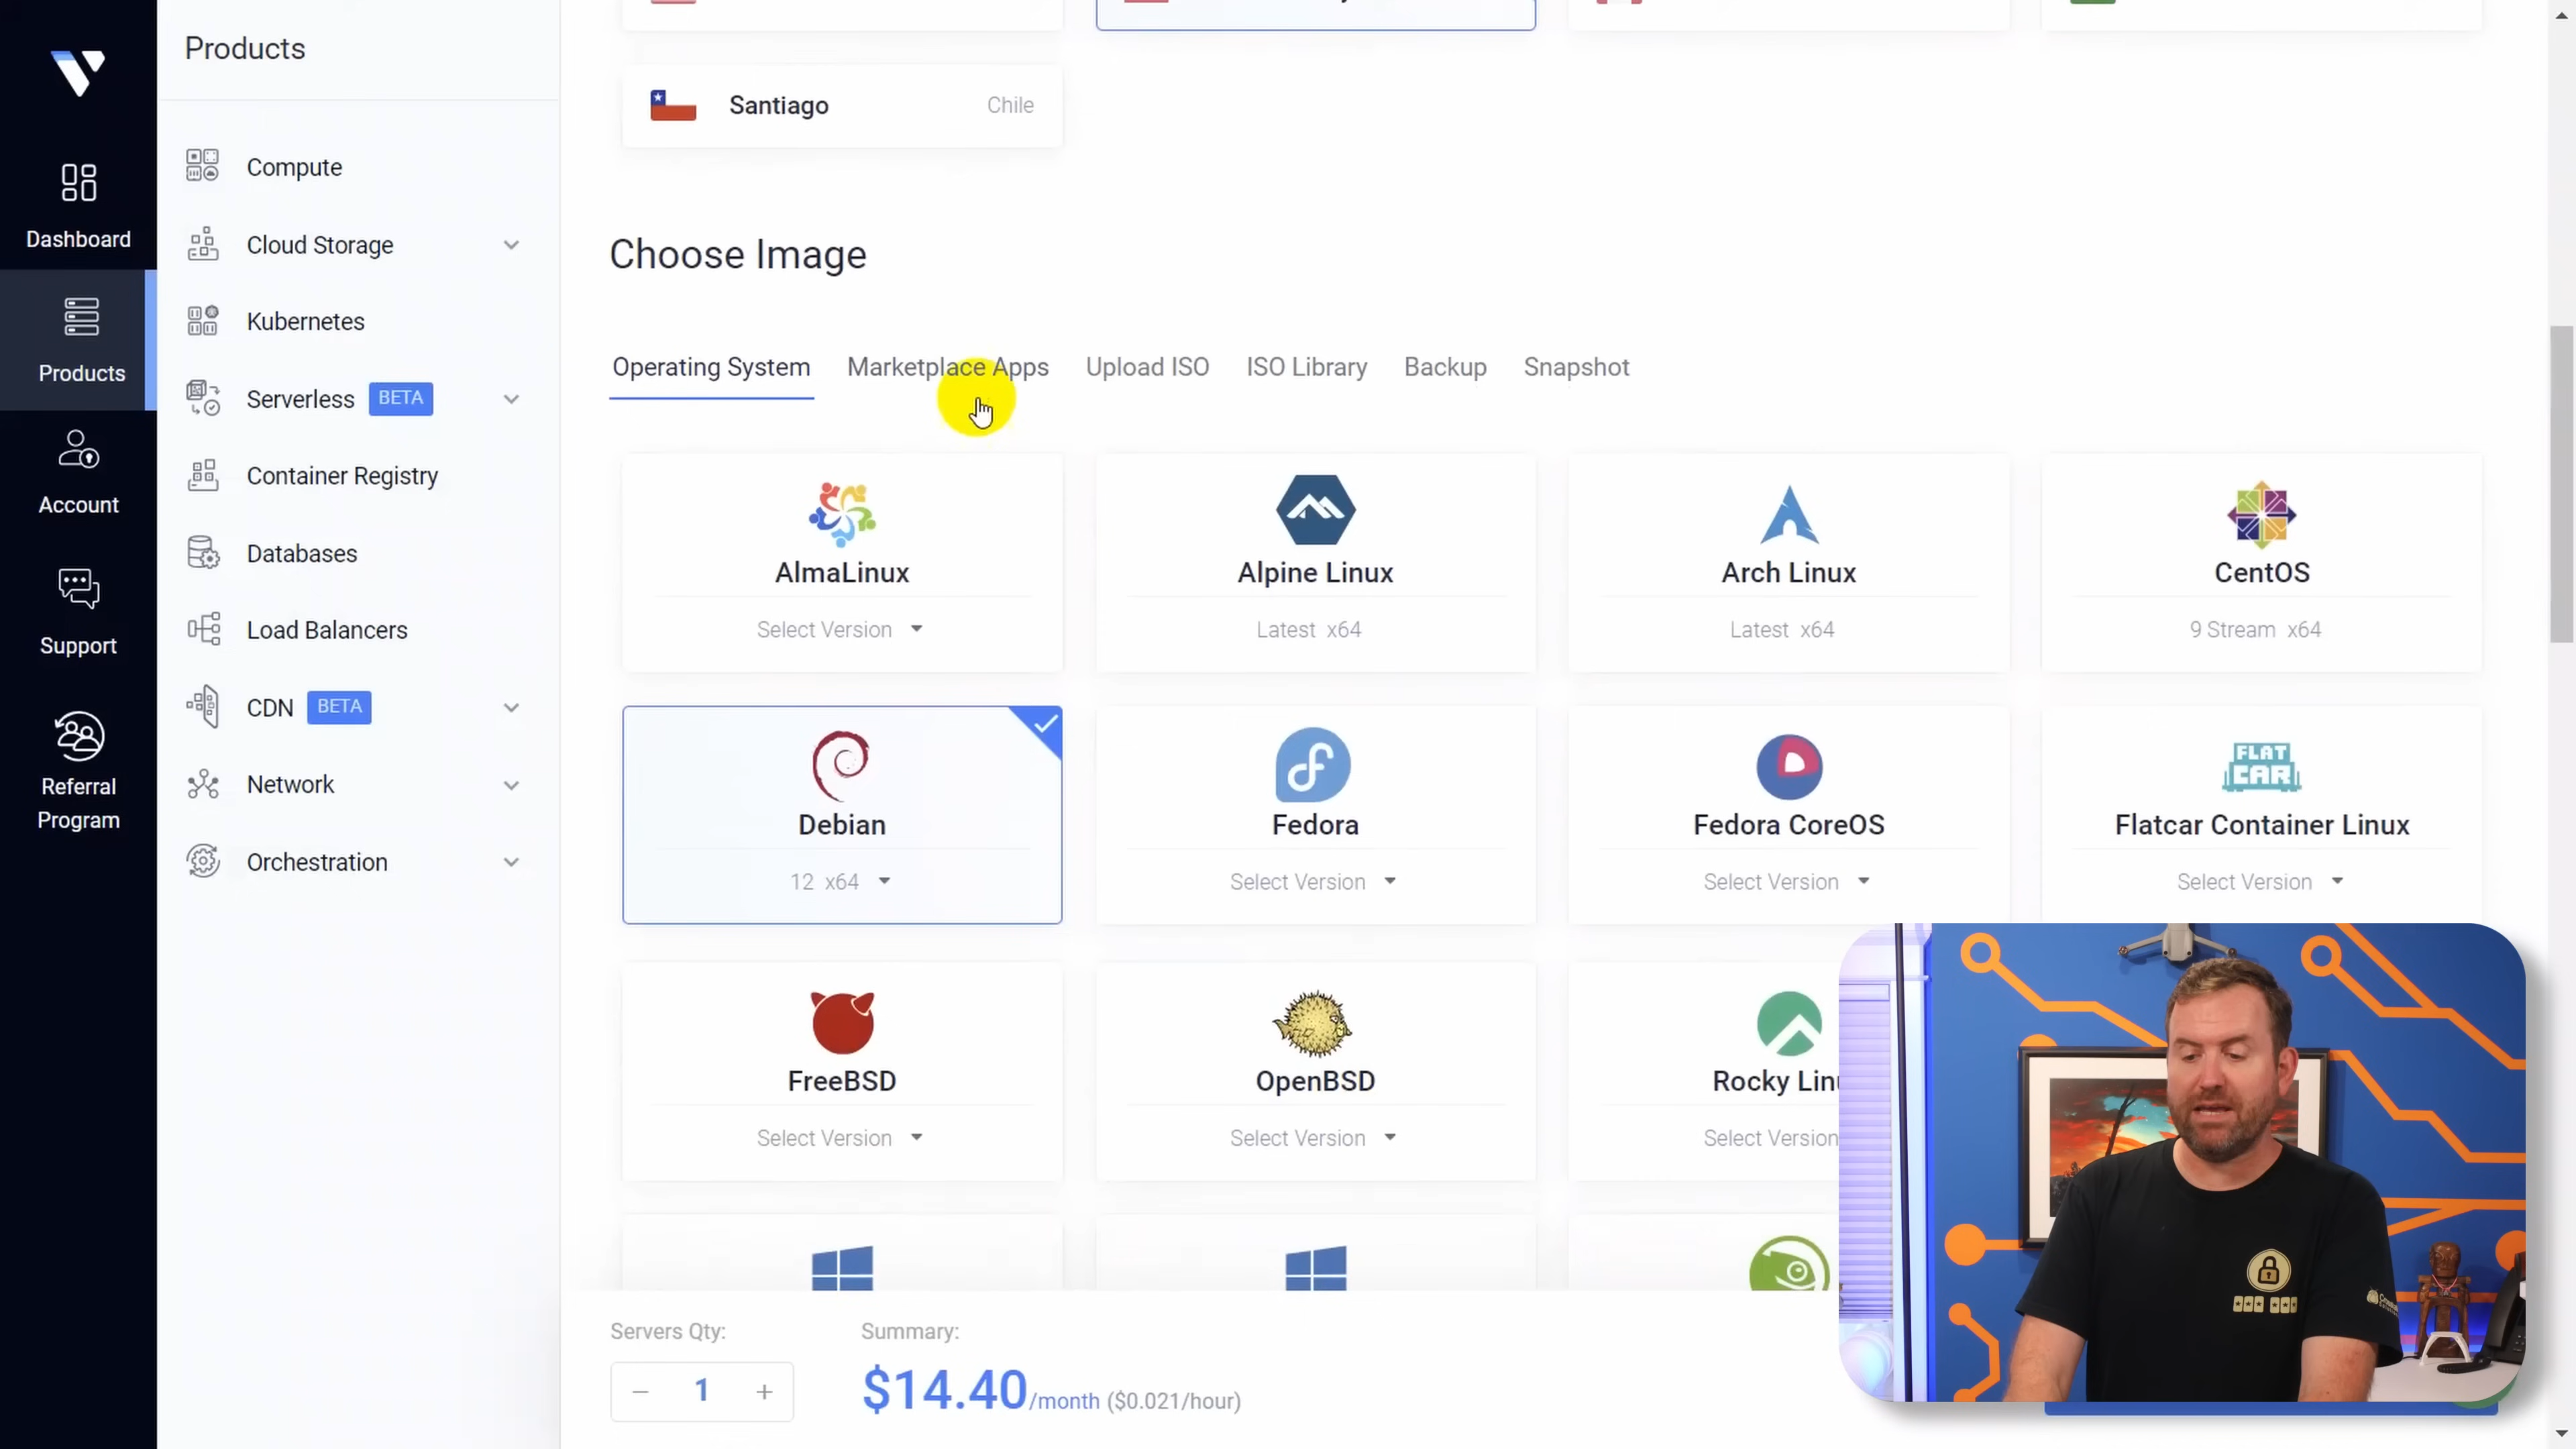 Products
Dashboard
Products
Account
Support
Referral
Program
Compute
Cloud Storage
Kubernetes
Serverless BETA
Container Registry
Databases
Load Balancers
CDN BETA
Network
Orchestration
Santiago Chile
Choose Image
Operating System Marketplace Apps Upload ISO ISO Library Backup Snapshot
AlmaLinux
Select Version
Alpine Linux
Latest x64
Arch Linux
Latest x64
CentOS
9 Stream x64
Debian
12 x64
Fedora
Select Version
Fedora CoreOS
Select Version
FLAT
CAR
Flatcar Container Linux
Select Version
FreeBSD
Select Version
OpenBSD
Select Version
Rocky
Select Version
Servers Qty:
1
Summary:
$14.40/month ($0.021/hour)